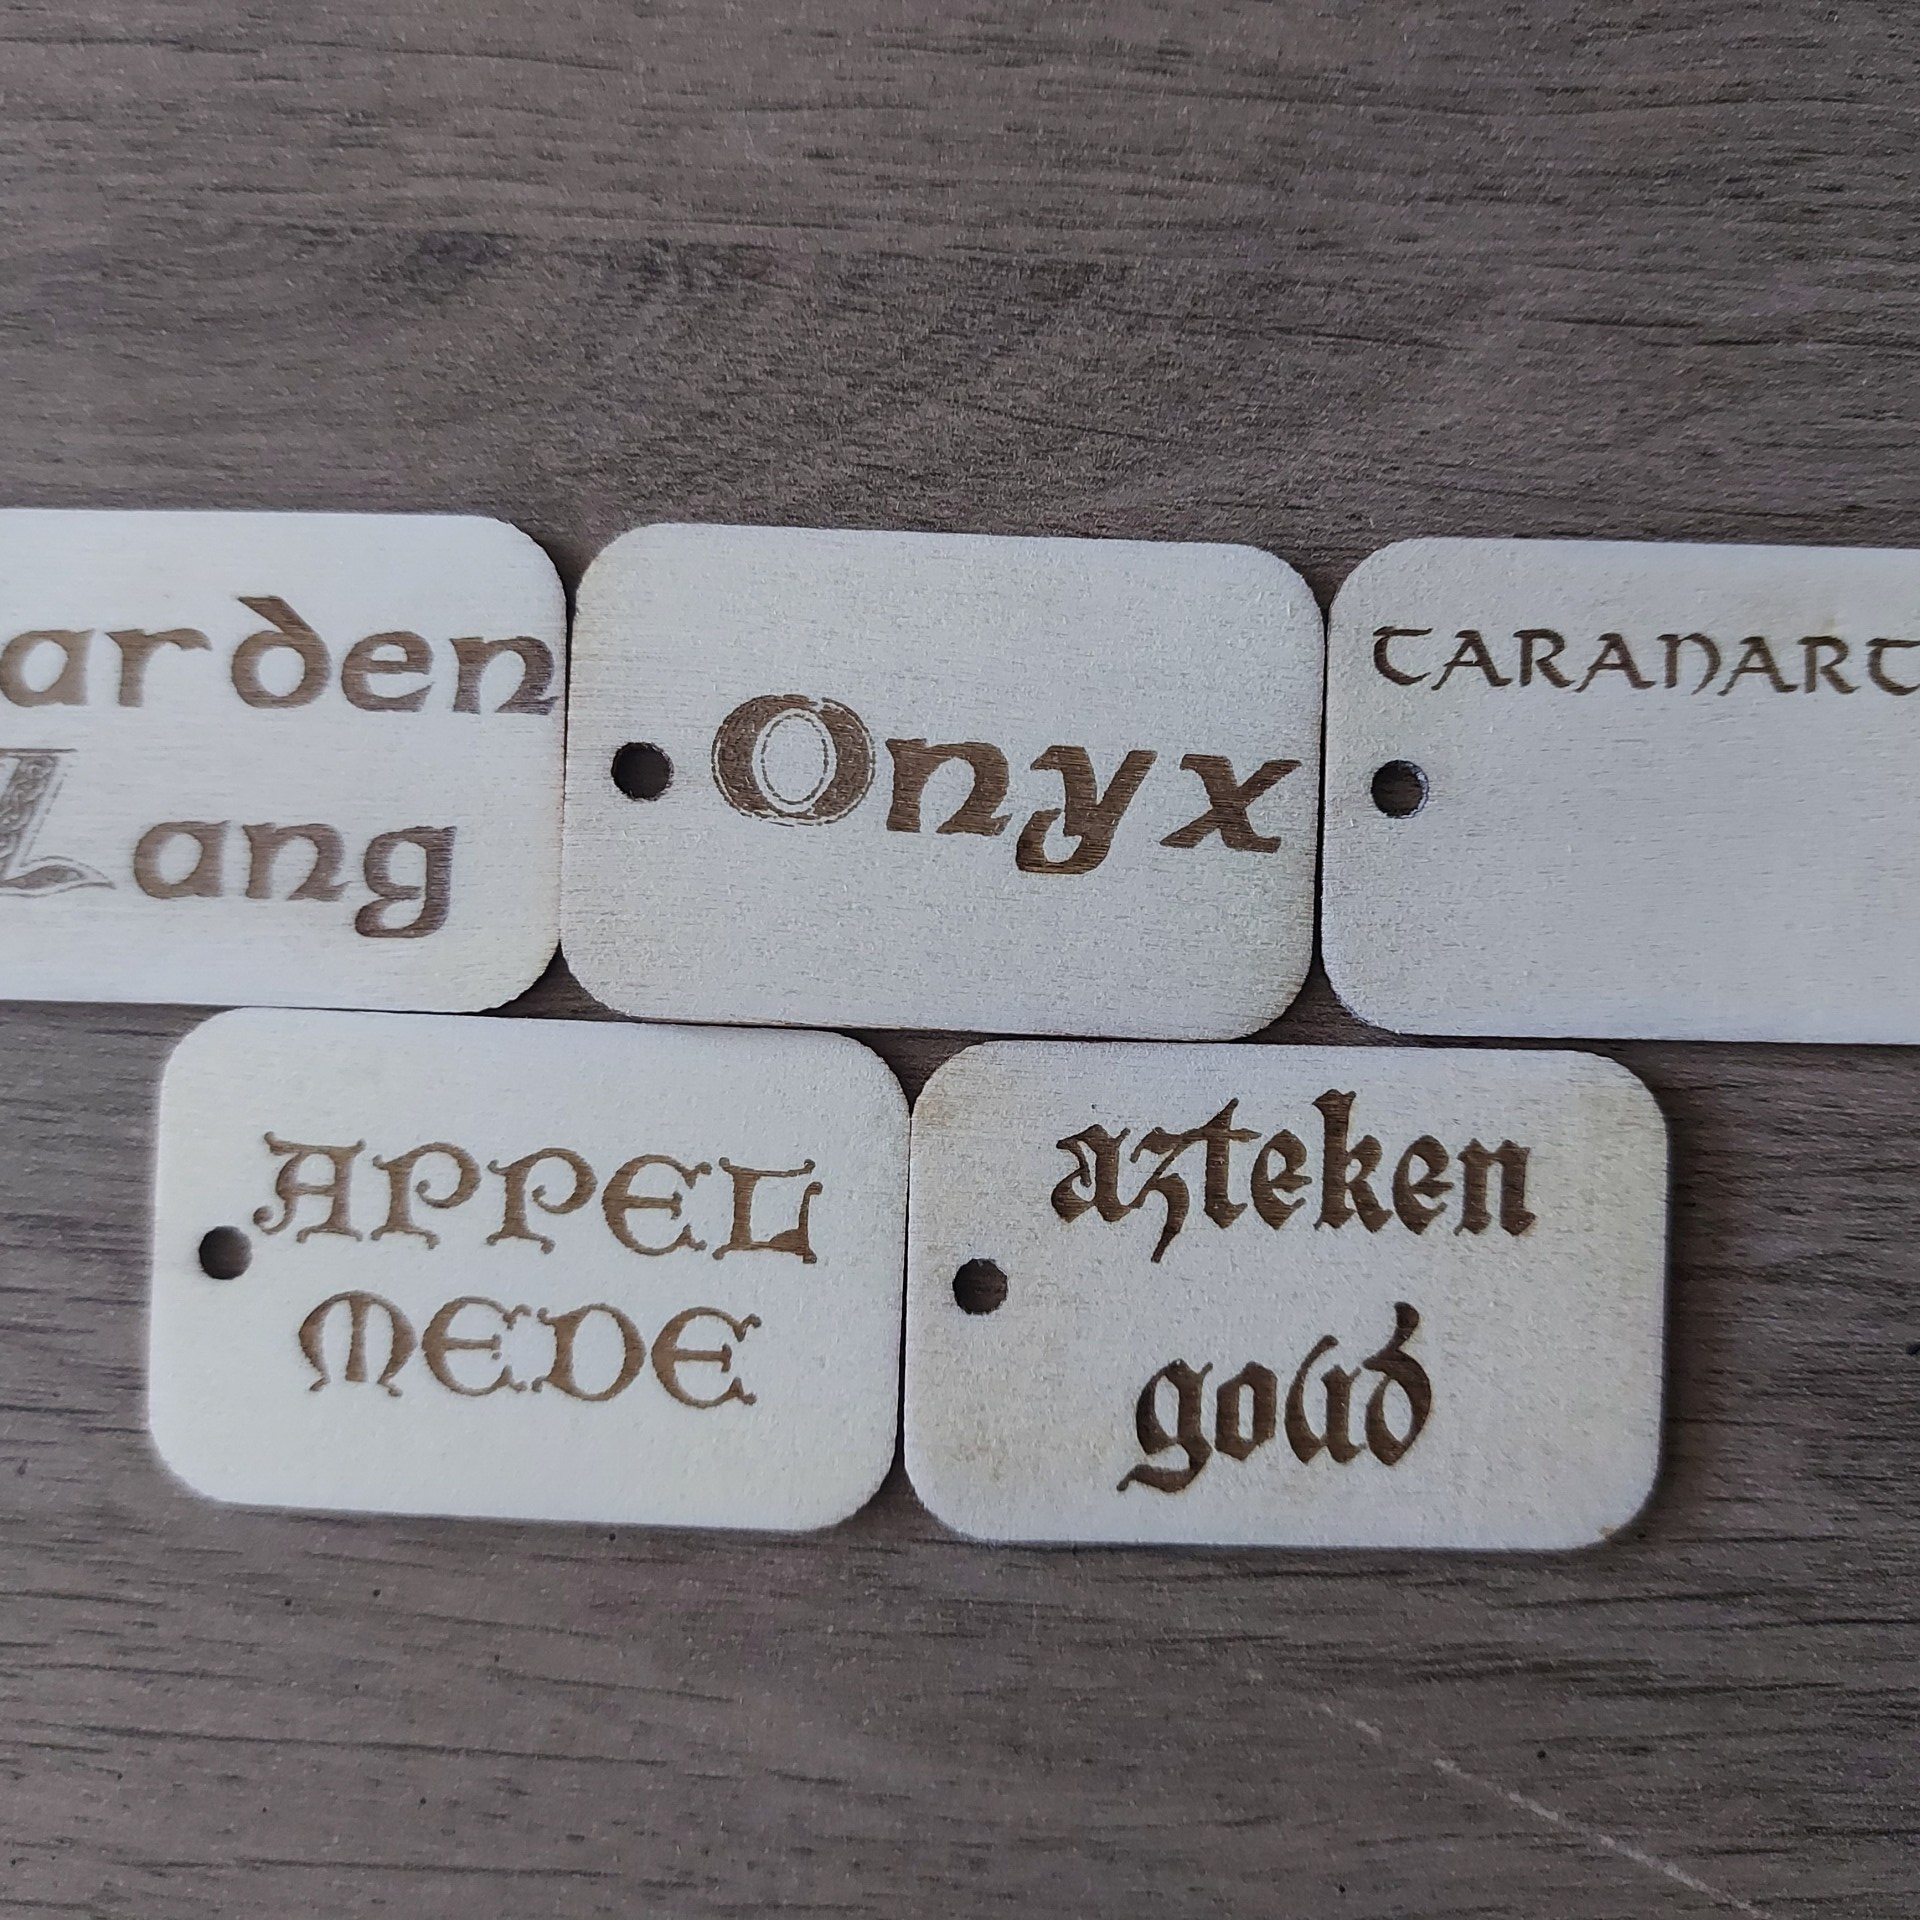 arden
Lang
Onyx
TARANART
APPEL
MEDE
azteken
goud